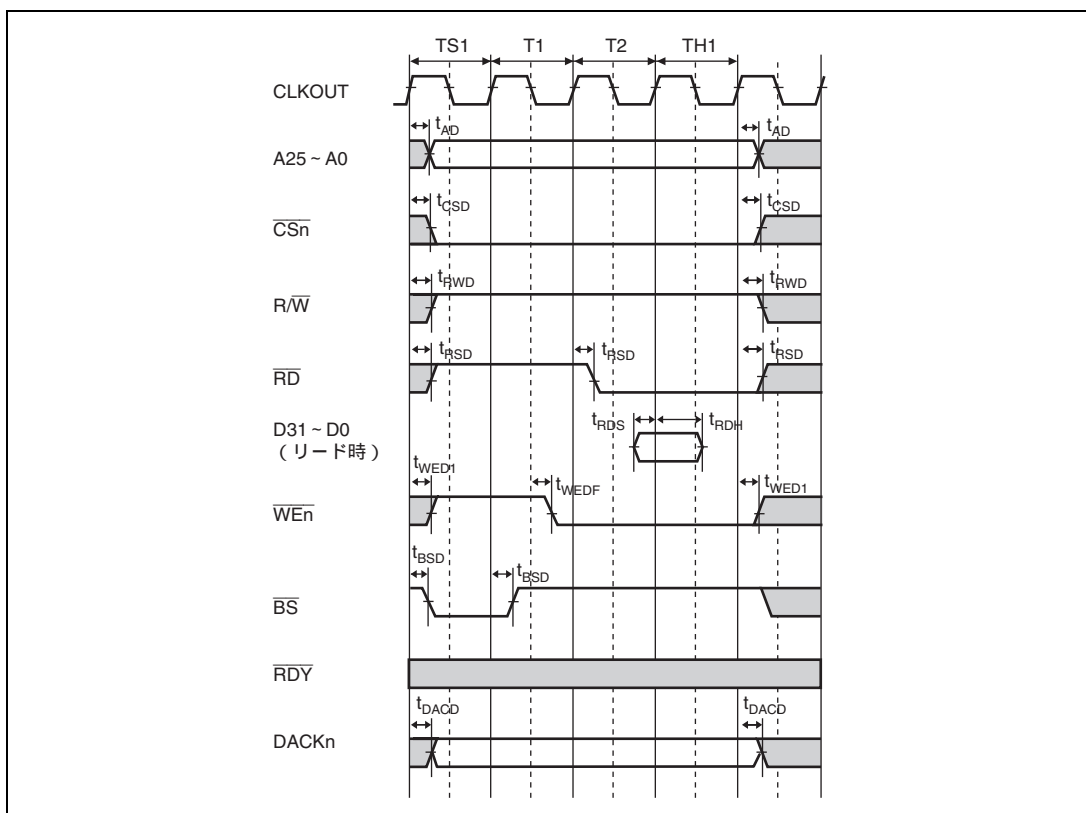 TS1 T1 T2 TH1
CLKOUT
tAD tAD
A25 ~ A0
tCSD tCSD
CSn
tRWD tRWD
R/W
tRSD tRSD tRSD
RD
tRDS tRDH
D31 ~ D0
(リード時)
tWED1 tWEDF tWED1
WEn
tBSD tBSD
BS
RDY
tDACD tDACD
DACKn